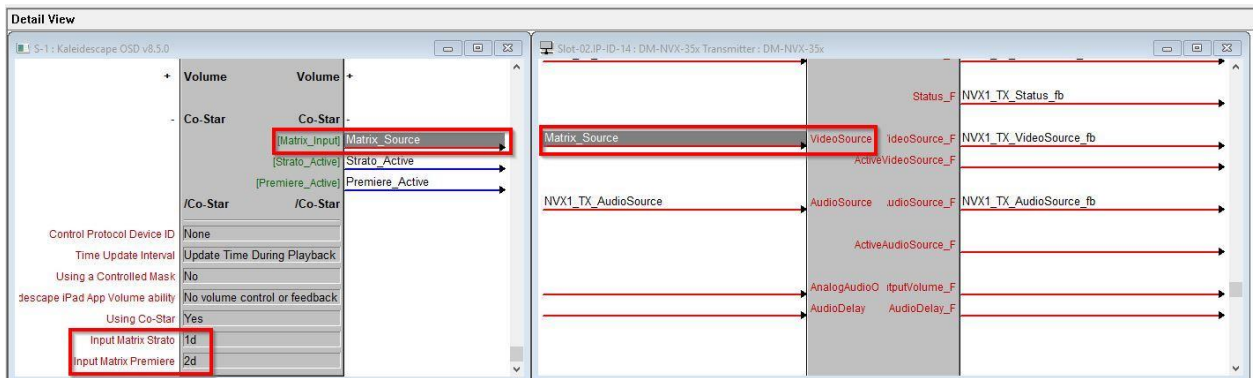 Detail View
S-1 : Kaleidescape OSD v8.5.0
+ Volume Volume +
- Co-Star Co-Star -
[Matrix_Input] Matrix_Source
[Strato_Active] Strato_Active
[Premiere_Active] Premiere_Active
/Co-Star /Co-Star
Control Protocol Device ID None
Time Update Interval Update Time During Playback
Using a Controlled Mask No
descape iPad App Volume ability No volume control or feedback
Using Co-Star Yes
Input Matrix Strato 1d
Input Matrix Premiere 2d
Slot-02.IP-ID-14 : DM-NVX-35x Transmitter : DM-NVX-35x
Status_F NVX1_TX_Status_fb
Matrix_Source VideoSource ideoSource_F NVX1_TX_VideoSource_fb
ActiveVideoSource_F
NVX1_TX_AudioSource AudioSource udioSource_F NVX1_TX_AudioSource_fb
ActiveAudioSource_F
AnalogAudioO itputVolume_F
AudioDelay AudioDelay_F